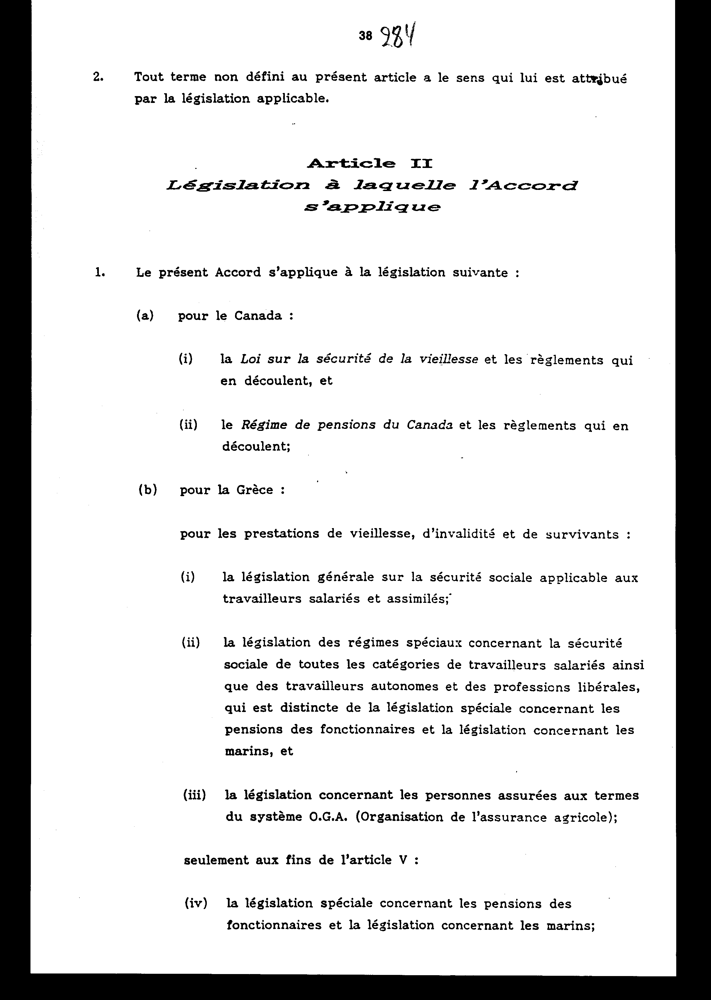 38 284
2. Tout terme non défini au présent article a le sens qui lui est attribué
par la législation applicable.
Article II
Législation à laquelle l'Accord
s'applique
1. Le présent Accord s'applique à la législation suivante :
(a) pour le Canada :
(i) la Loi sur la sécurité de la vieillesse et les règlements qui
en découlent, et
(ii) le Régime de pensions du Canada et les règlements qui en
découlent;
(b) pour la Grèce :
pour les prestations de vieillesse, d'invalidité et de survivants :
(i) la législation générale sur la sécurité sociale applicable aux
travailleurs salariés et assimilés;
(ii) la législation des régimes spéciaux concernant la sécurité
sociale de toutes les catégories de travailleurs salariés ainsi
que des travailleurs autonomes et des professions libérales,
qui est distincte de la législation spéciale concernant les
pensions des fonctionnaires et la législation concernant les
marins, et
(iii) la législation concernant les personnes assurées aux termes
du système O.G.A. (Organisation de l'assurance agricole);
seulement aux fins de l'article V :
(iv) la législation spéciale concernant les pensions des
fonctionnaires et la législation concernant les marins;